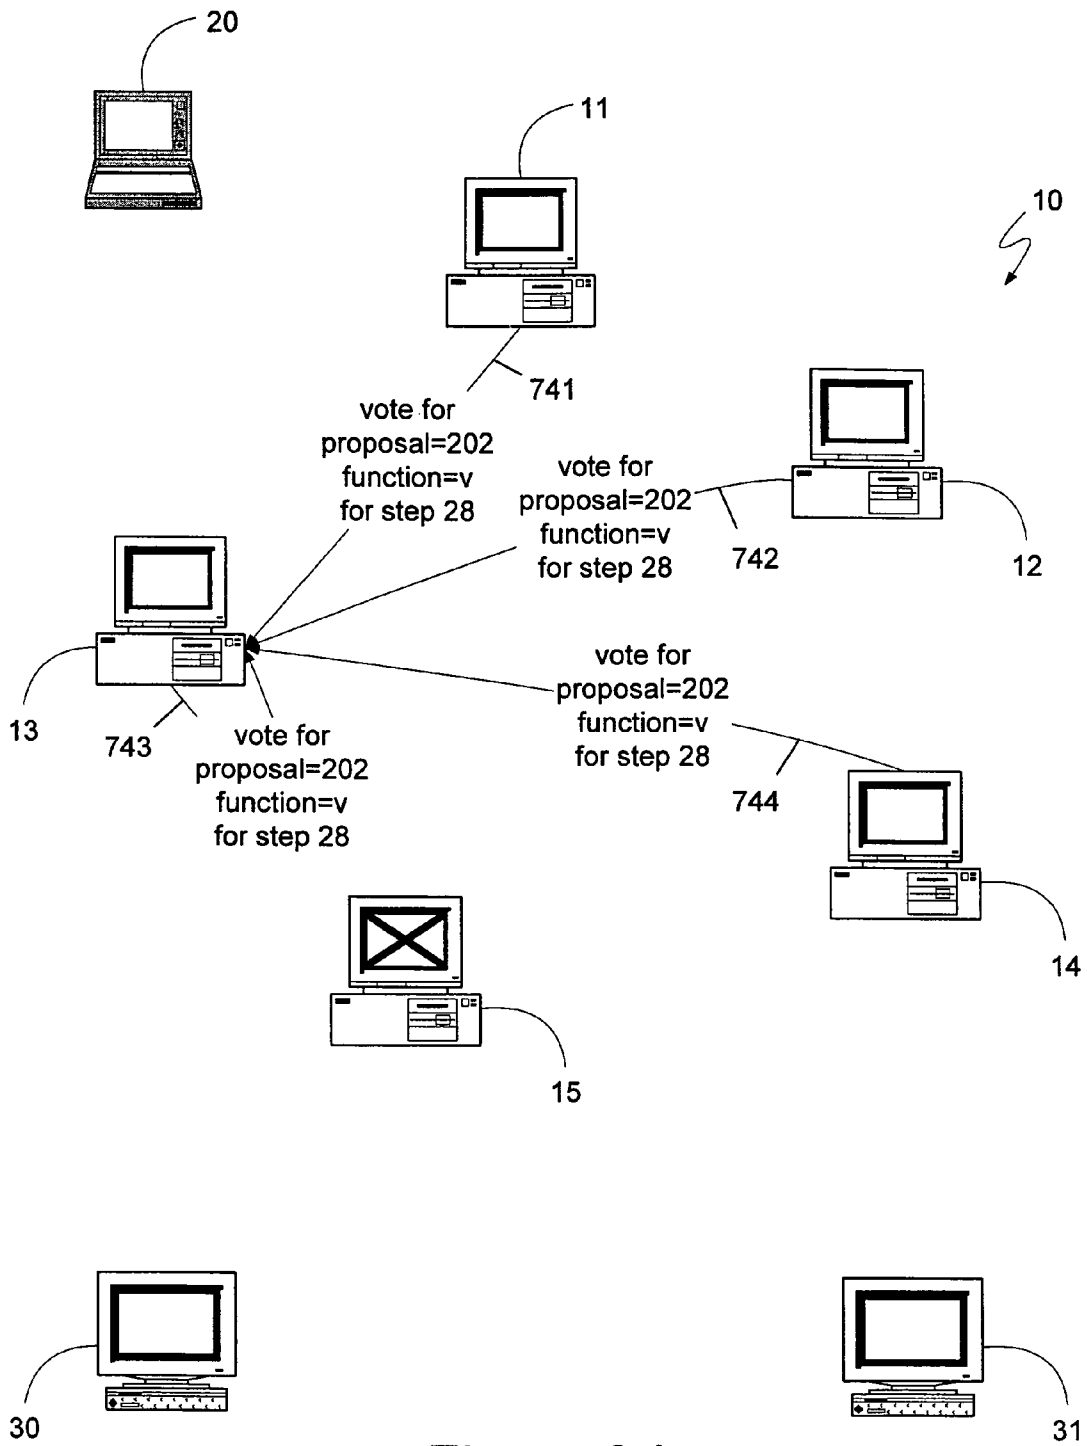 20
11
10
741
vote for
proposal=202
function=v
for step 28
vote for
proposal=202
function=v
for step 28
742
12
13
743
vote for
proposal=202
function=v
for step 28
vote for
proposal=202
function=v
for step 28
744
14
15
30
31